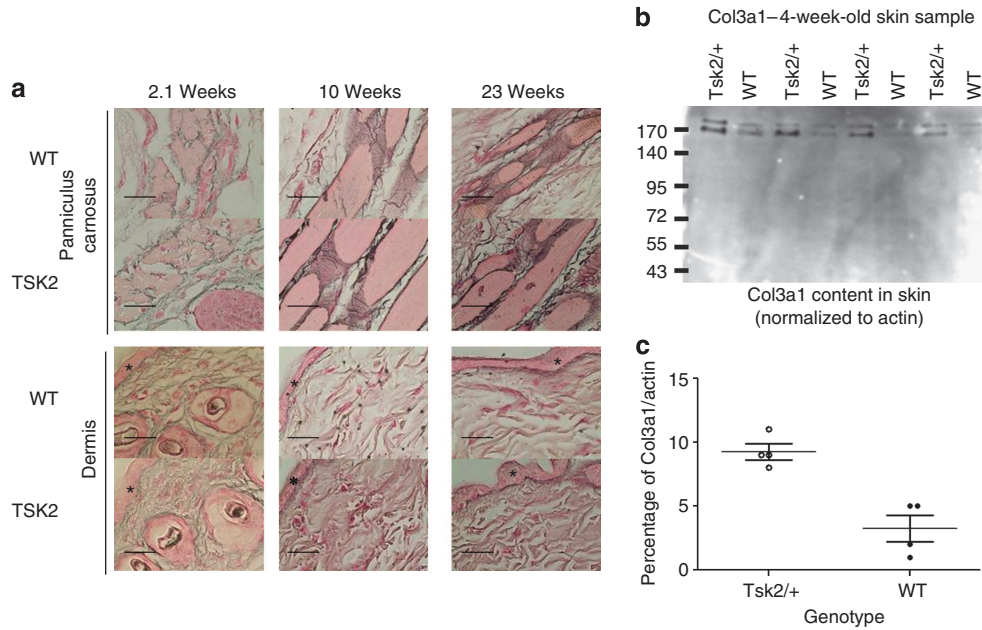 a
2.1 Weeks
10 Weeks
23 Weeks
WT
TSK2
Panniculus
carnosus
WT
TSK2
Dermis
*
*
*
*
*
*
b
Col3a1–4-week-old skin sample
Tsk2/+
WT
Tsk2/+
WT
Tsk2/+
WT
Tsk2/+
WT
170
140
95
72
55
43
Col3a1 content in skin
(normalized to actin)
c
Percentage of Col3a1/actin
15
10
5
0
Tsk2/+
WT
Genotype